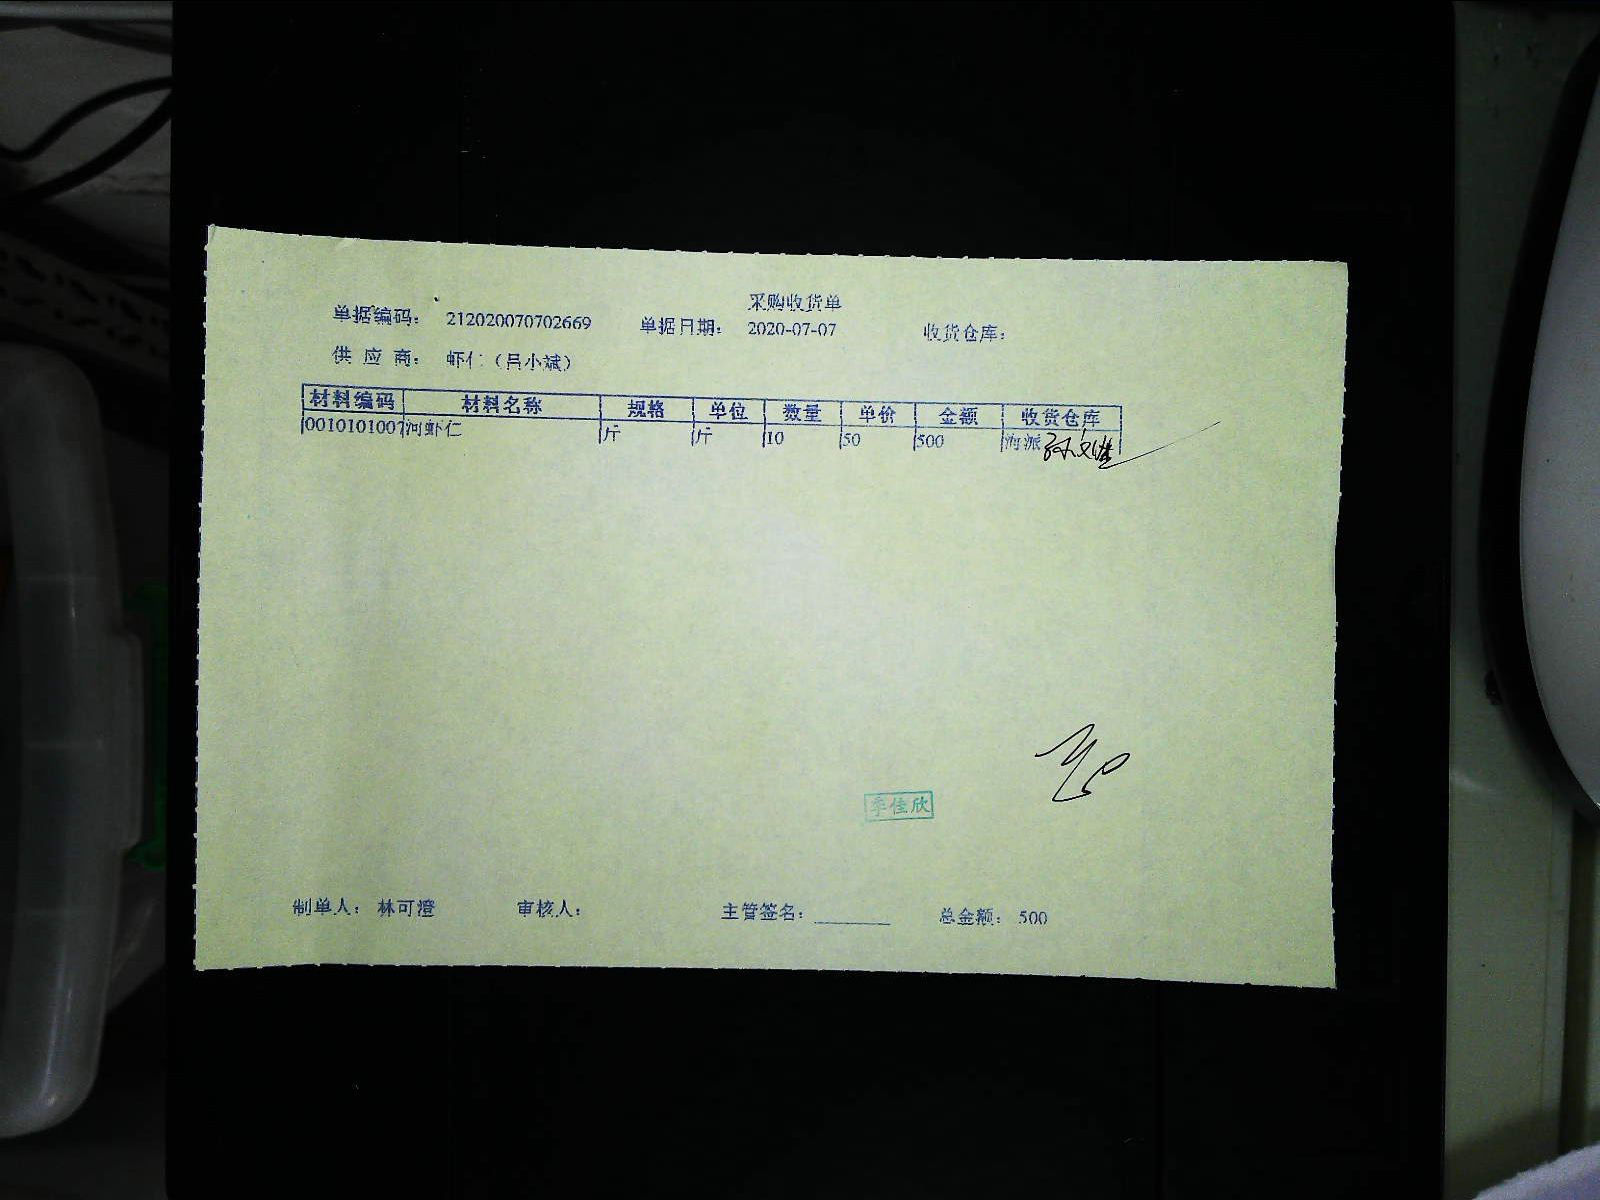 采购收货单
单据编码： 212020070702669 单据日期： 2020-07-07 收货仓库：
供 应 商： 虾仁（吕小斌）
材料编码 材料名称 规格 单位 数量 单价 金额 收货仓库
0010101007 河虾仁 斤 斤 10 50 500 海派
季佳欣
制单人： 林可澄 审核人： 主管签名：________ 总金额： 500